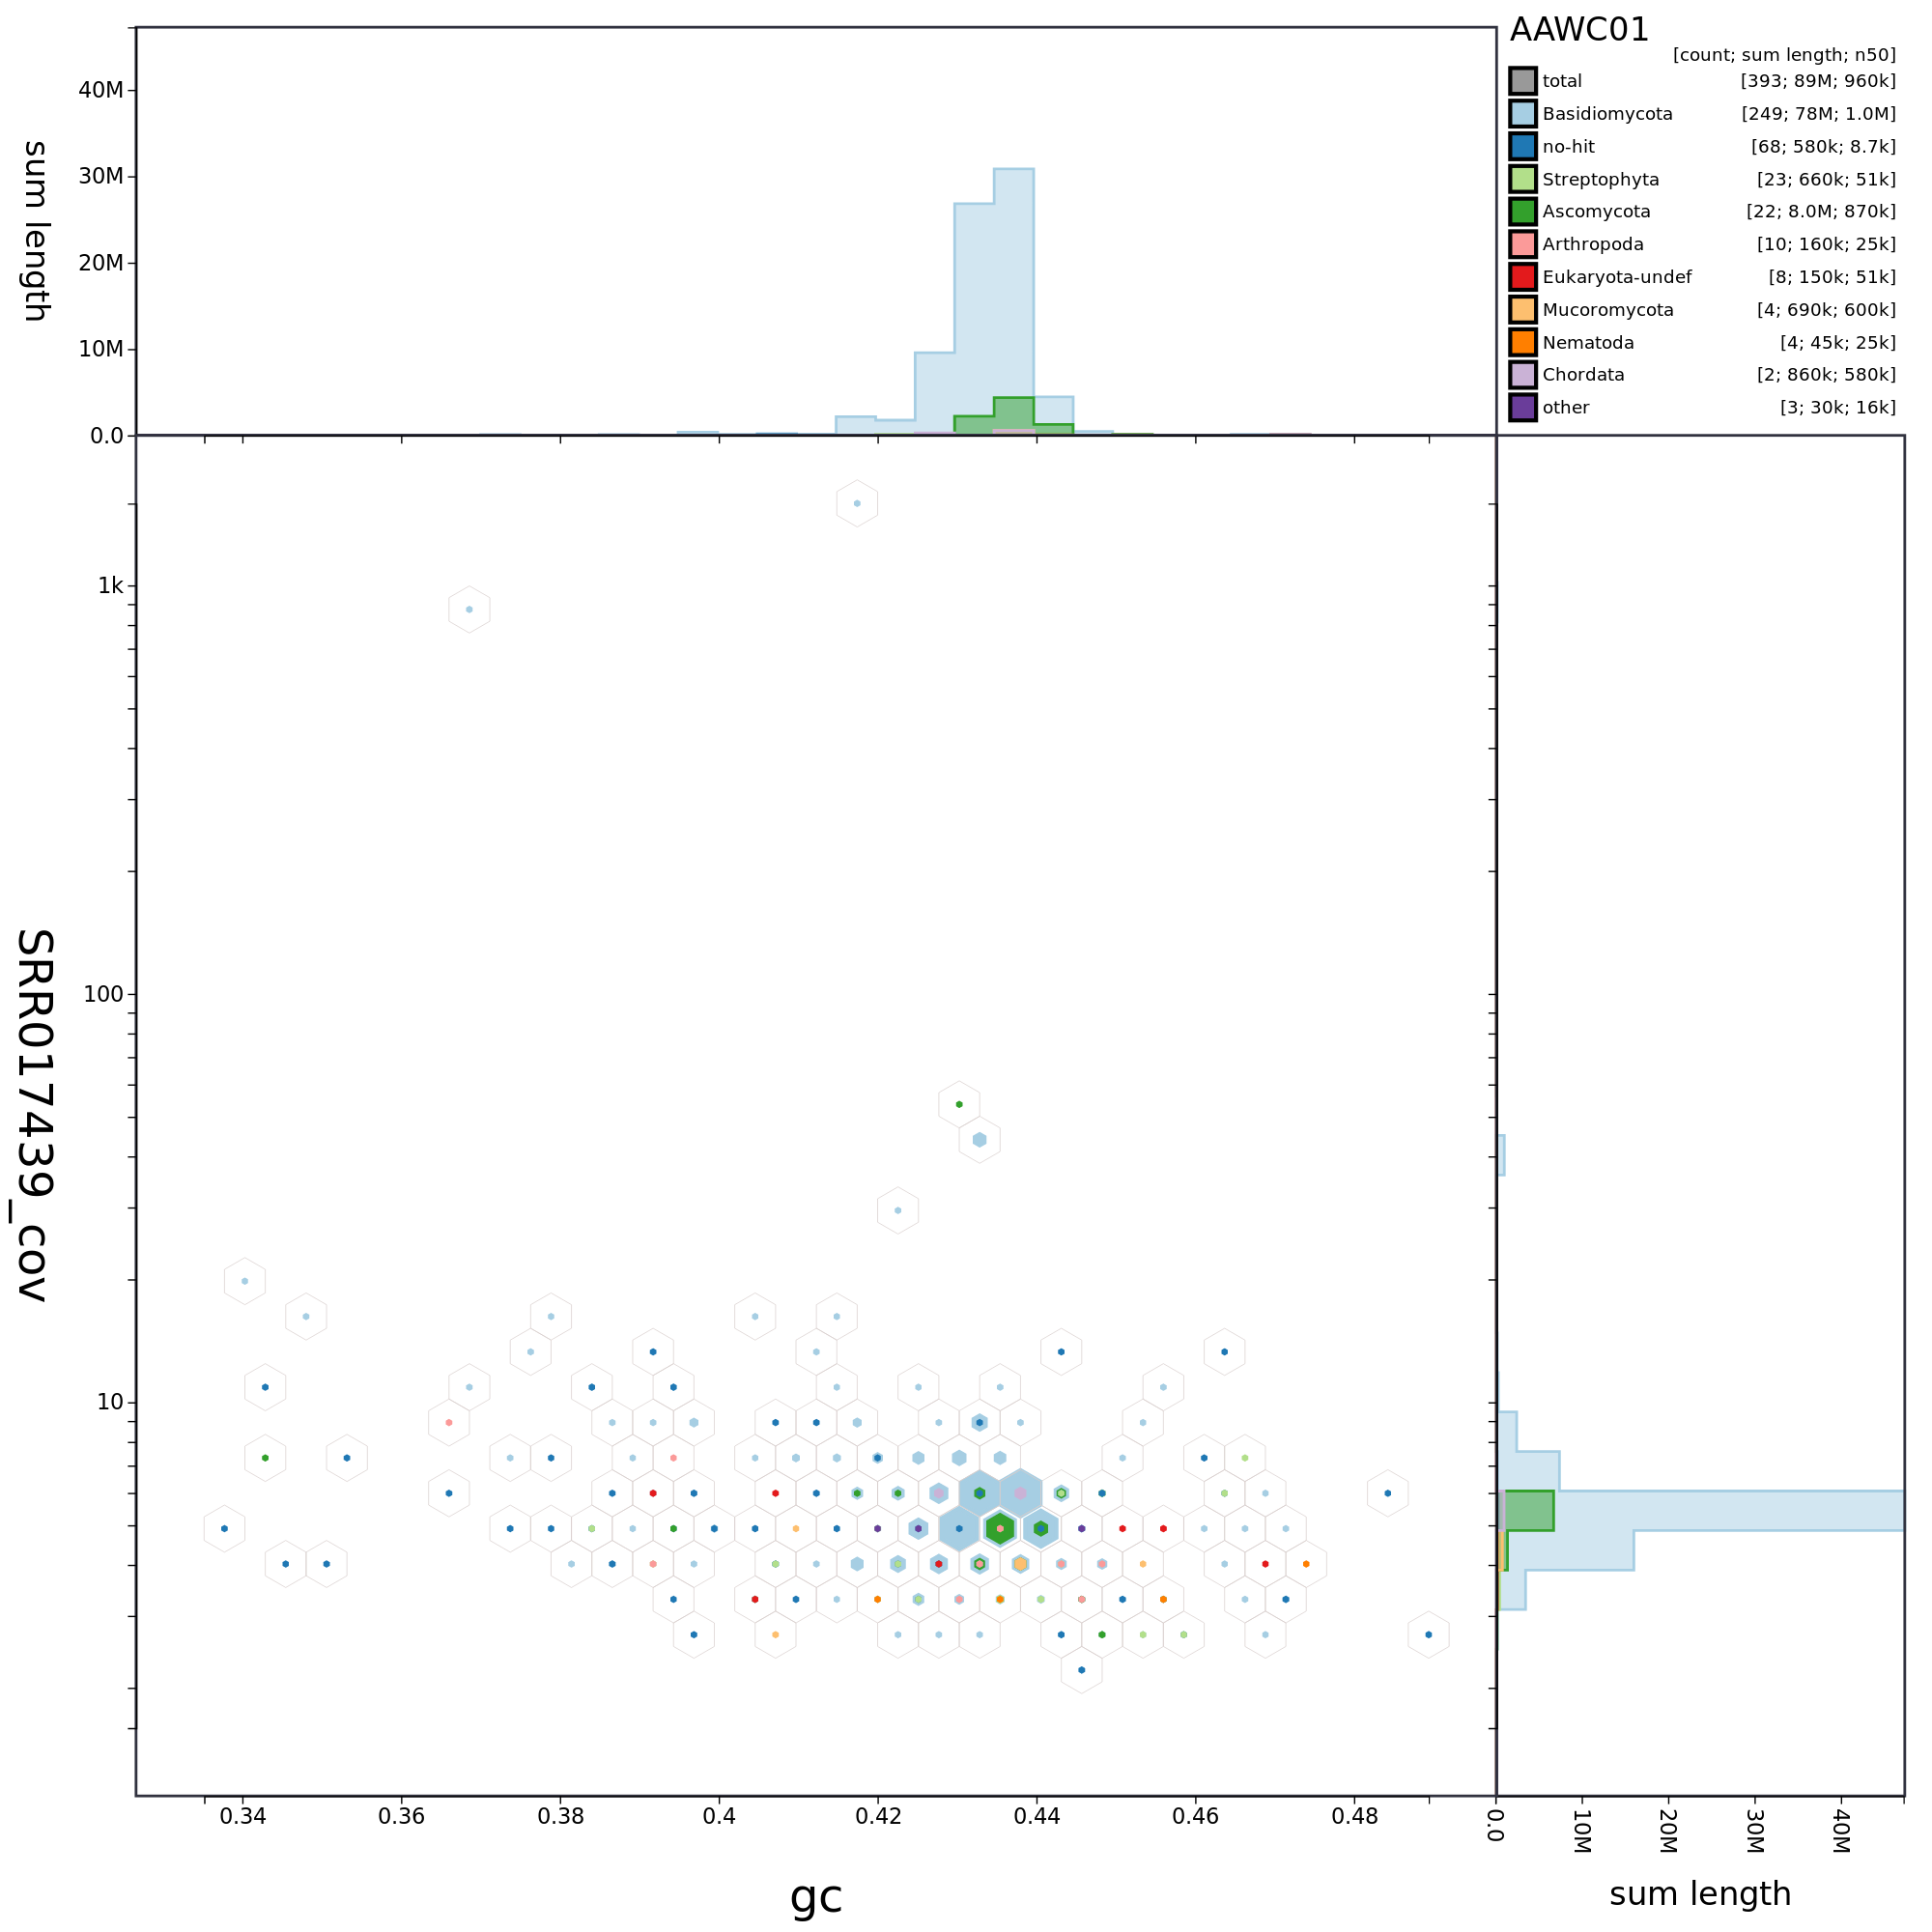 AAWC01
[count; sum length; n50]
total [393; 89M; 960k]
Basidiomycota [249; 78M; 1.0M]
no-hit [68; 580k; 8.7k]
Streptophyta [23; 660k; 51k]
Ascomycota [22; 8.0M; 870k]
Arthropoda [10; 160k; 25k]
Eukaryota-undef [8; 150k; 51k]
Mucoromycota [4; 690k; 600k]
Nematoda [4; 45k; 25k]
Chordata [2; 860k; 580k]
other [3; 30k; 16k]
sum length
40M
30M
20M
10M
0.0
SRR017439_cov
1k
100
10
0.34 0.36 0.38 0.4 0.42 0.44 0.46 0.48
gc
0.0 10M 20M 30M 40M
sum length